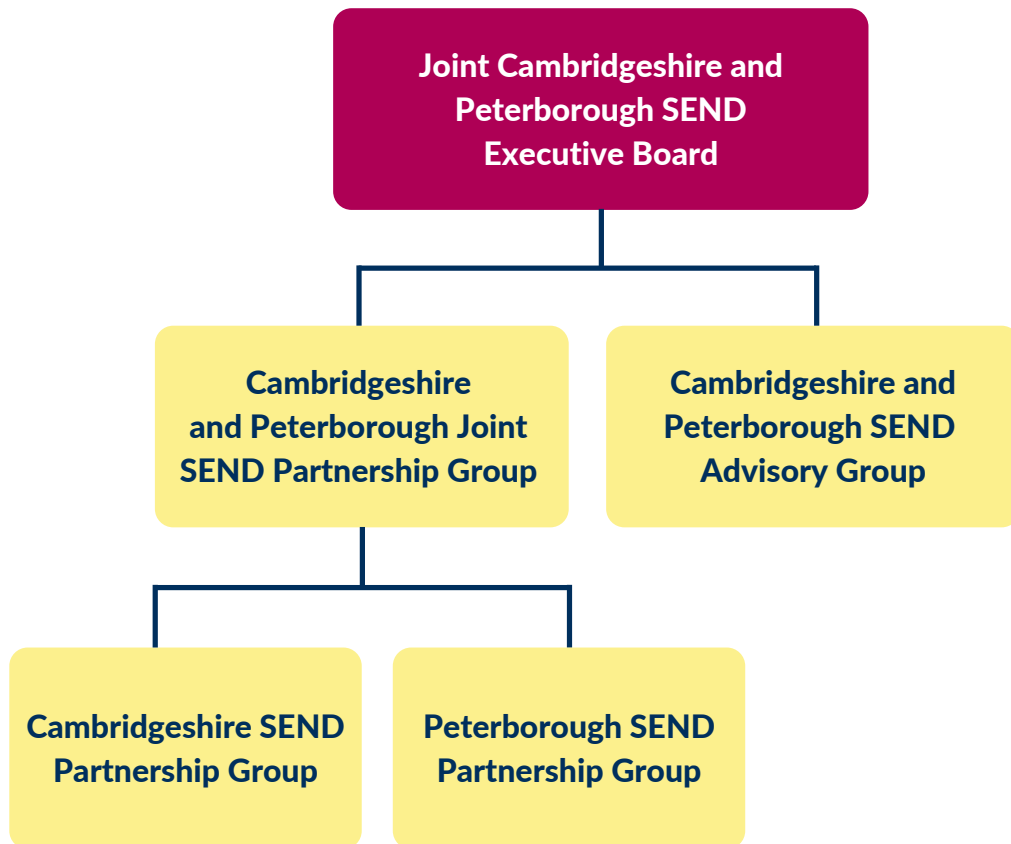 Joint Cambridgeshire and
Peterborough SEND
Executive Board
Cambridgeshire
and Peterborough Joint
SEND Partnership Group
Cambridgeshire and
Peterborough SEND
Advisory Group
Cambridgeshire SEND
Partnership Group
Peterborough SEND
Partnership Group